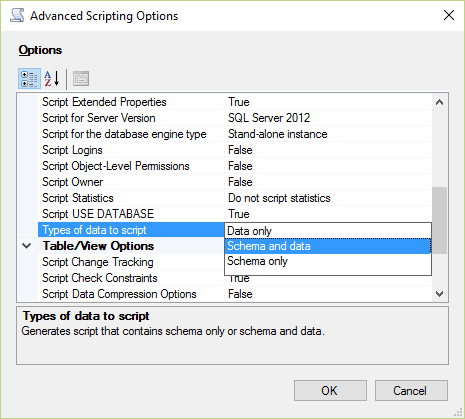 Advanced Scripting Options
Options
Script Extended Properties True
Script for Server Version SQL Server 2012
Script for the database engine type Stand-alone instance
Script Logins False
Script Object-Level Permissions False
Script Owner False
Script Statistics Do not script statistics
Script USE DATABASE True
Types of data to script Data only
Table/View Options Schema and data
Script Change Tracking Schema only
Script Check Constraints True
Script Data Compression Options False
Types of data to script
Generates script that contains schema only or schema and data.
OK Cancel